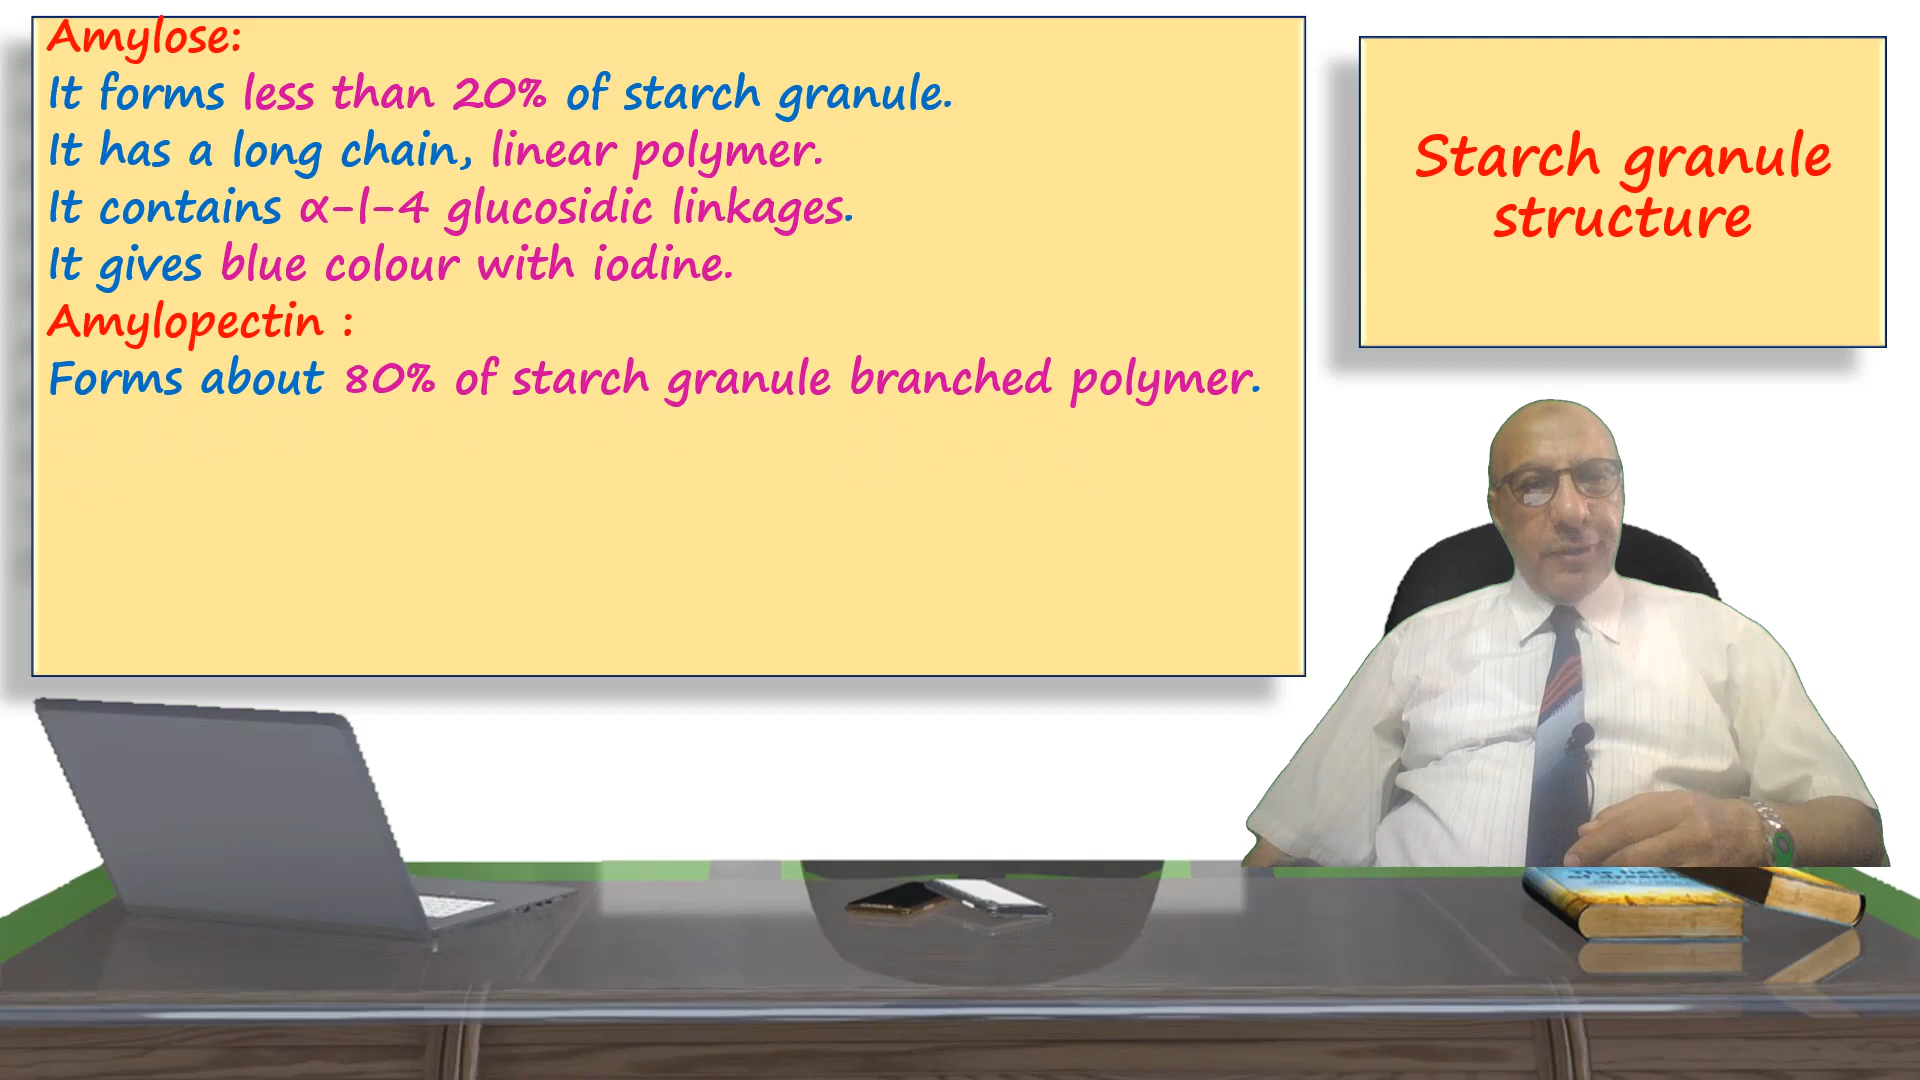 Amylose:
It forms less than 20% of starch granule.
It has a long chain, linear polymer.
It contains α-l-4 glucosidic linkages.
It gives blue colour with iodine.
Amylopectin :
Forms about 80% of starch granule branched polymer.
Starch granule
structure